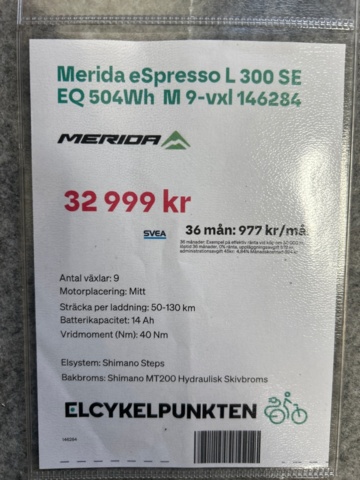 Merida eSpresso L 300 SE
EQ 504Wh M 9-vxl 146284
MERIDA
32 999 kr
SVEA
36 mån: 977 kr/må
Antal växlar: 9
Motorplacering: Mitt
Sträcka per laddning: 50-130 km
Batterikapacitet: 14 Ah
Vridmoment (Nm): 40 Nm
Elsystem: Shimano Steps
Bakbroms: Shimano MT200 Hydraulisk Skivbroms
ELCYKELPUNKTEN
146284